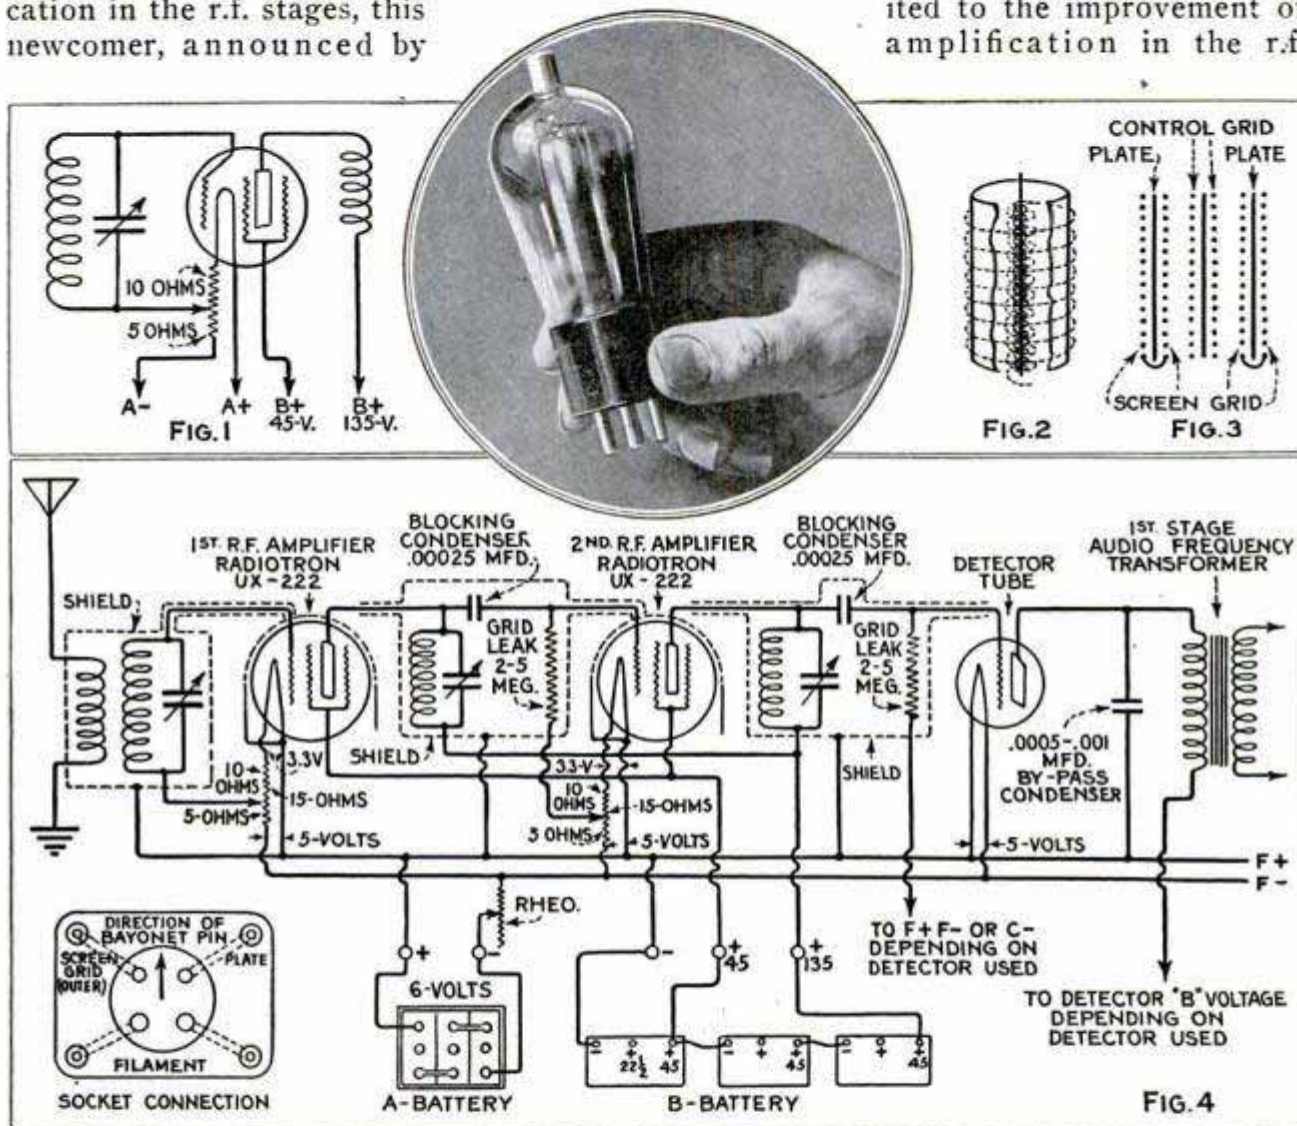 cation in the r.f. stages, this
newcomer, announced by
ited to the improvement of
amplification in the r.f
10 OHMS
5 OHMS
A-
A+
B+
45-V.
B+
135-V.
FIG. 1
CONTROL GRID
PLATE
PLATE
SCREEN GRID
FIG. 2
FIG. 3
1ST. R.F. AMPLIFIER
RADIOTRON
UX-222
BLOCKING
CONDENSER
.00025 MFD.
2ND. R.F. AMPLIFIER
RADIOTRON
UX-222
BLOCKING
CONDENSER
.00025 MFD.
DETECTOR
TUBE
1ST. STAGE
AUDIO FREQUENCY
TRANSFORMER
SHIELD
GRID
LEAK
2-5
MEG.
GRID
LEAK
2-5
MEG.
3.3V
SHIELD
3.3-V
SHIELD
.0005-.001
MFD.
BY-PASS
CONDENSER
10
OHMS
15-OHMS
5-OHMS
5-VOLTS
10
OHMS
15-OHMS
5 OHMS
5-VOLTS
5-VOLTS
F+
F-
RHEO.
+
-
-
+
45
+
135
TO F+ F- OR C-
DEPENDING ON
DETECTOR USED
TO DETECTOR "B" VOLTAGE
DEPENDING ON
DETECTOR USED
DIRECTION OF
BAYONET PIN
SCREEN
GRID
(OUTER)
PLATE
FILAMENT
SOCKET CONNECTION
6-VOLTS
A-BATTERY
- + +
22½ 45
- + +
45
- + +
45
B-BATTERY
FIG. 4